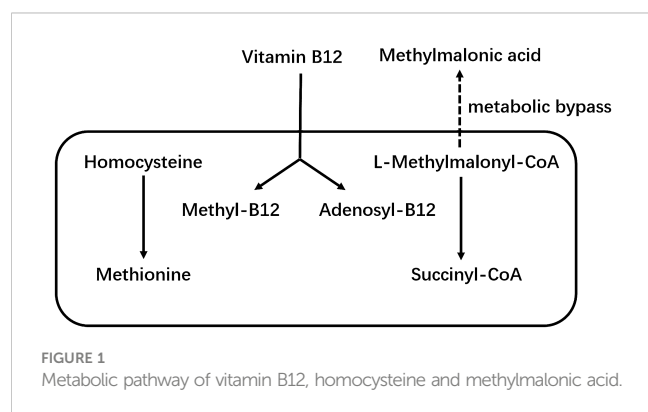 Vitamin B12
Methylmalonic acid
metabolic bypass
Homocysteine
L-Methylmalonyl-CoA
Methyl-B12
Adenosyl-B12
Methionine
Succinyl-CoA
FIGURE 1
Metabolic pathway of vitamin B12, homocysteine and methylmalonic acid.